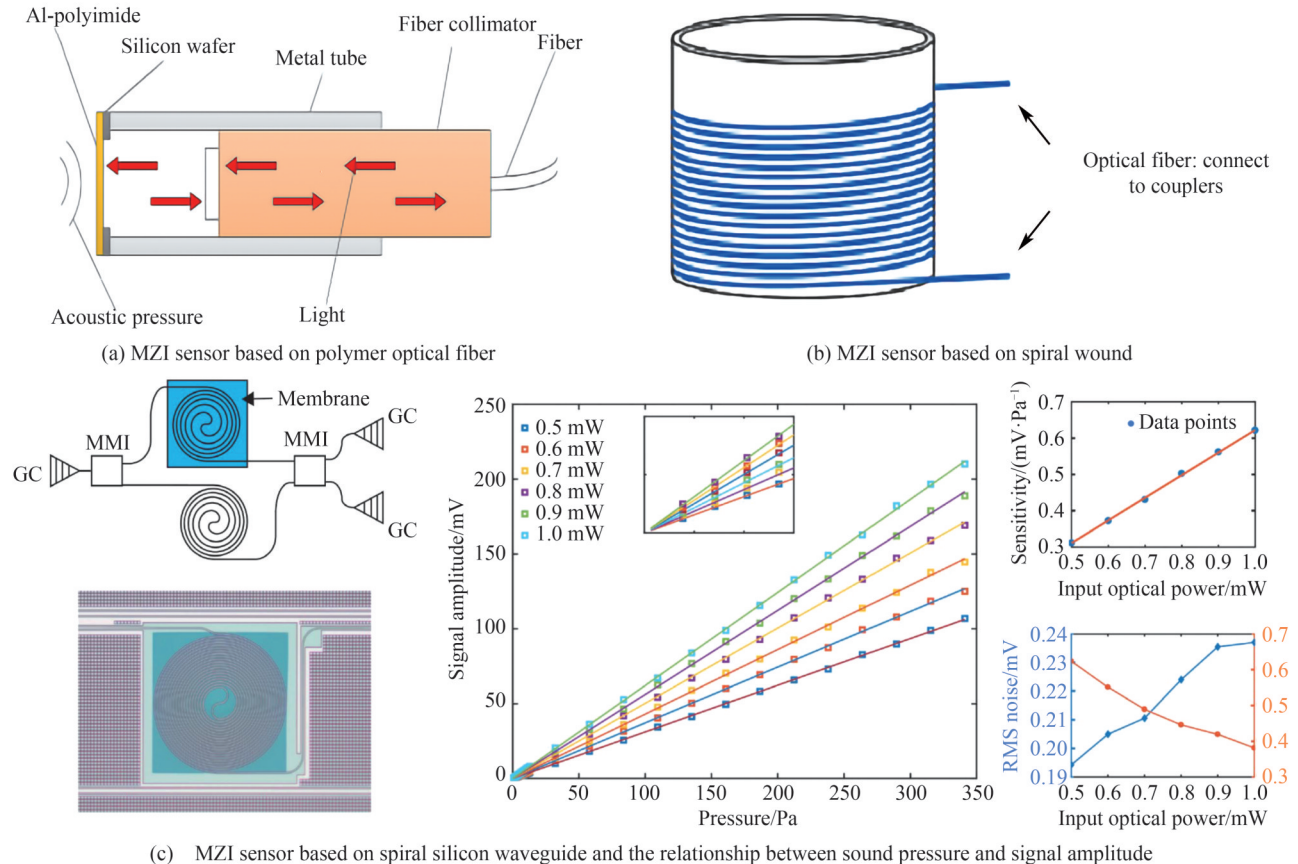 Al-polyimide
Silicon wafer
Metal tube
Fiber collimator
Fiber
Acoustic pressure
Light
(a) MZI sensor based on polymer optical fiber
Optical fiber: connect
to couplers
(b) MZI sensor based on spiral wound
Membrane
GC
MMI
MMI
GC
GC
250
200
150
100
50
0
0.5 mW
0.6 mW
0.7 mW
0.8 mW
0.9 mW
1.0 mW
Signal amplitude/mV
0 50 100 150 200 250 300 350
Pressure/Pa
0.7
0.6
0.5
0.4
0.3
Data points
Sensitivity/(mV·Pa⁻¹)
0.5 0.6 0.7 0.8 0.9 1.0
Input optical power/mW
0.24
0.23
0.22
0.21
0.20
0.19
RMS noise/mV
0.7
0.6
0.5
0.4
0.3
0.5 0.6 0.7 0.8 0.9 1.0
Input optical power/mW
(c) MZI sensor based on spiral silicon waveguide and the relationship between sound pressure and signal amplitude